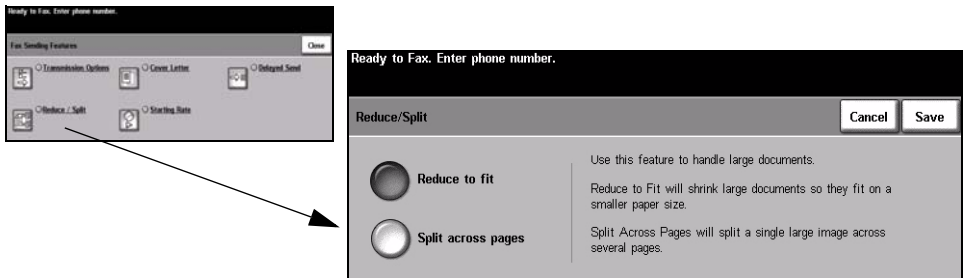 Ready to Fax. Enter phone number.
Fax Sending Features
Close
Transmission Options
Cover Letter
Delayed Send
Reduce / Split
Starting Rate
Ready to Fax. Enter phone number.
Reduce/Split
Cancel
Save
Reduce to fit
Split across pages
Use this feature to handle large documents.
Reduce to Fit will shrink large documents so they fit on a
smaller paper size.
Split Across Pages will split a single large image across
several pages.